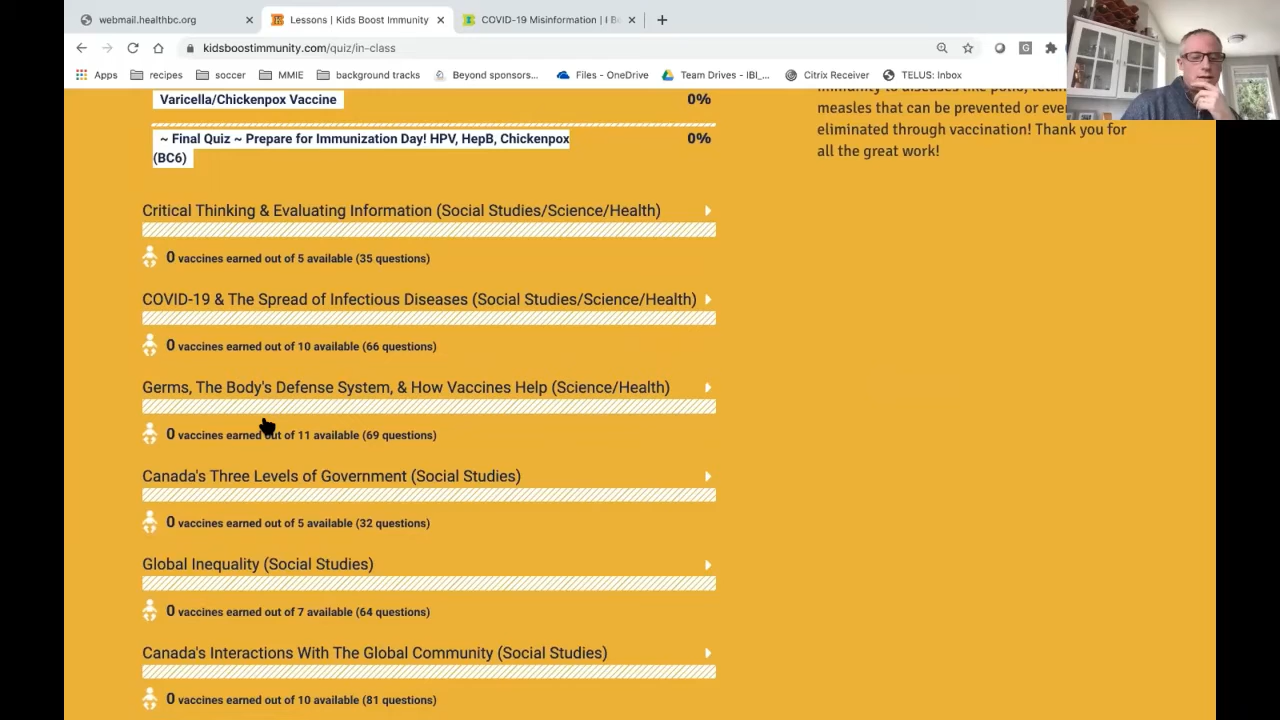 webmail.healthbc.org
Lessons | Kids Boost Immunity
COVID-19 Misinformation | I Bo
kidsboostimmunity.com/quiz/in-class
Apps
recipes
soccer
MMIE
background tracks
Beyond sponsors...
Files - OneDrive
Team Drives - IBI_...
Citrix Receiver
TELUS: Inbox
Varicella/Chickenpox Vaccine 0%
~ Final Quiz ~ Prepare for Immunization Day! HPV, HepB, Chickenpox 0%
(BC6)
measles that can be prevented or even
eliminated through vaccination! Thank you for
all the great work!
Critical Thinking & Evaluating Information (Social Studies/Science/Health)
0 vaccines earned out of 5 available (35 questions)
COVID-19 & The Spread of Infectious Diseases (Social Studies/Science/Health)
0 vaccines earned out of 10 available (66 questions)
Germs, The Body's Defense System, & How Vaccines Help (Science/Health)
0 vaccines earned out of 11 available (69 questions)
Canada's Three Levels of Government (Social Studies)
0 vaccines earned out of 5 available (32 questions)
Global Inequality (Social Studies)
0 vaccines earned out of 7 available (64 questions)
Canada's Interactions With The Global Community (Social Studies)
0 vaccines earned out of 10 available (81 questions)